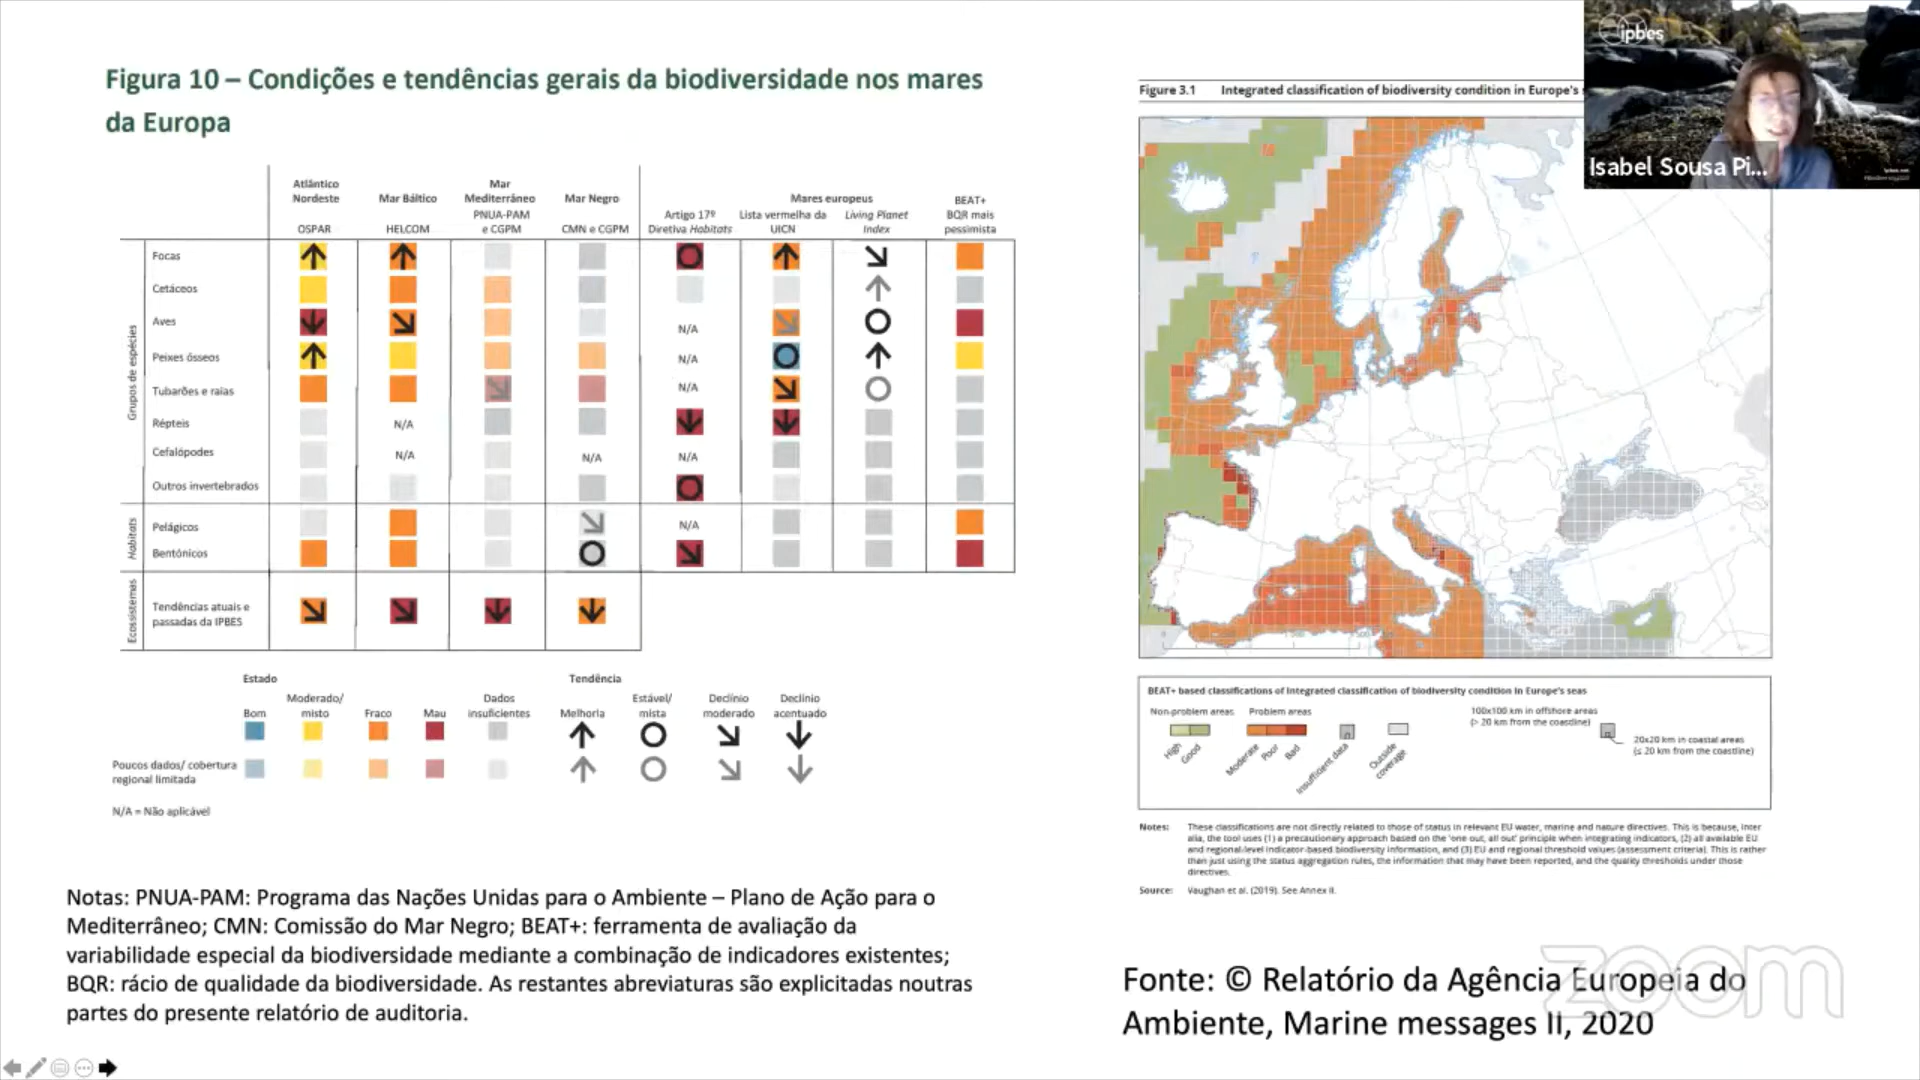 Figura 10 – Condições e tendências gerais da biodiversidade nos mares
da Europa
Atlântico
Nordeste
OSPAR
Mar Báltico
HELCOM
Mar
Mediterrâneo
PNUA-PAM
e CGPM
Mar Negro
CMN e CGPM
Mares europeus
Artigo 17º
Diretiva Habitats
Lista vermelha da
UICN
Living Planet
Index
BEAT+
BQR mais
pessimista
Grupos de espécies
Focas
Cetáceos
Aves
N/A
Peixes ósseos
N/A
Tubarões e raias
N/A
Répteis
N/A
Cefalópodes
N/A
N/A
N/A
Outros invertebrados
Habitats
Pelágicos
N/A
Bentónicos
Ecossistemas
Tendências atuais e
passadas da IPBES
Estado
Tendência
Bom
Moderado/
misto
Fraco
Mau
Dados
insuficientes
Melhoria
Estável/
mista
Declínio
moderado
Declínio
acentuado
Poucos dados/ cobertura
regional limitada
N/A = Não aplicável
Notas: PNUA-PAM: Programa das Nações Unidas para o Ambiente – Plano de Ação para o
Mediterrâneo; CMN: Comissão do Mar Negro; BEAT+: ferramenta de avaliação da
variabilidade especial da biodiversidade mediante a combinação de indicadores existentes;
BQR: rácio de qualidade da biodiversidade. As restantes abreviaturas são explicitadas noutras
partes do presente relatório de auditoria.
Figure 3.1 Integrated classification of biodiversity condition in Europe's
ipbes
Isabel Sousa Pi...
BEAT+ based classifications of integrated classification of biodiversity condition in Europe's seas
Non-problem areas
Problem areas
High
Good
Moderate
Poor
Bad
Insufficient data
Outside
coverage
100x100 km in offshore areas
(> 20 km from the coastline)
20x20 km in coastal areas
(≤ 20 km from the coastline)
Notes: These classifications are not directly related to those of status in relevant EU water, marine and nature directives. This is because, inter
alia, the tool uses (1) a precautionary approach based on the 'one out, all out' principle when integrating indicators, (2) all available EU
and regional-level indicator-based biodiversity information, and (3) EU and regional threshold values (assessment criteria). This is rather
than just using the status aggregation rules, the information that may have been reported, and the quality thresholds under those
directives.
Source: Vaughan et al. (2019). See Annex II.
Fonte: © Relatório da Agência Europeia do
Ambiente, Marine messages II, 2020
zoom